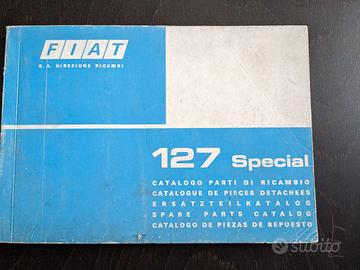 FIAT
C. A. DIREZIONE RICAMBI
127 Special
CATALOGO PARTI DI RICAMBIO
CATALOGUE DE PIECES DETACHEES
ERSATZTEILKATALOG
SPARE PARTS CATALOG
CATALOGO DE PIEZAS DE REPUESTO
subito